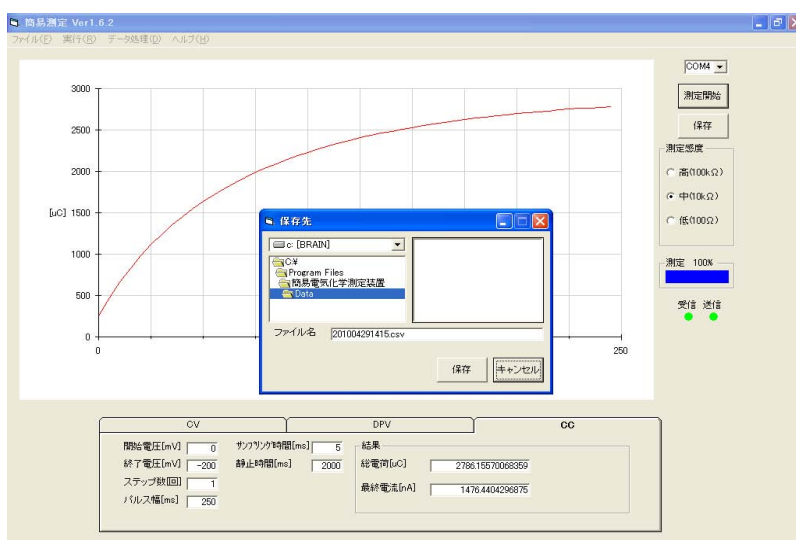 簡易測定 Ver1.6.2
ファイル(F) 実行(R) データ処理(D) ヘルプ(H)
COM4
測定開始
保存
測定感度
高(100kΩ)
中(10kΩ)
低(100Ω)
測定 100%
受信 送信
[uC]
3000
2500
2000
1500
1000
500
0
0
250
保存先
c: [BRAIN]
C:¥
Program Files
簡易電気化学測定装置
Data
ファイル名 201004291415.csv
保存 キャンセル
CV DPV CC
開始電圧[mV] 0 サンプリング時間[ms] 5
終了電圧[mV] -200 静止時間[ms] 2000
ステップ数[回] 1
パルス幅[ms] 250
結果
総電荷[uC] 2786.15570068359
最終電流[nA] 1476.4404296875